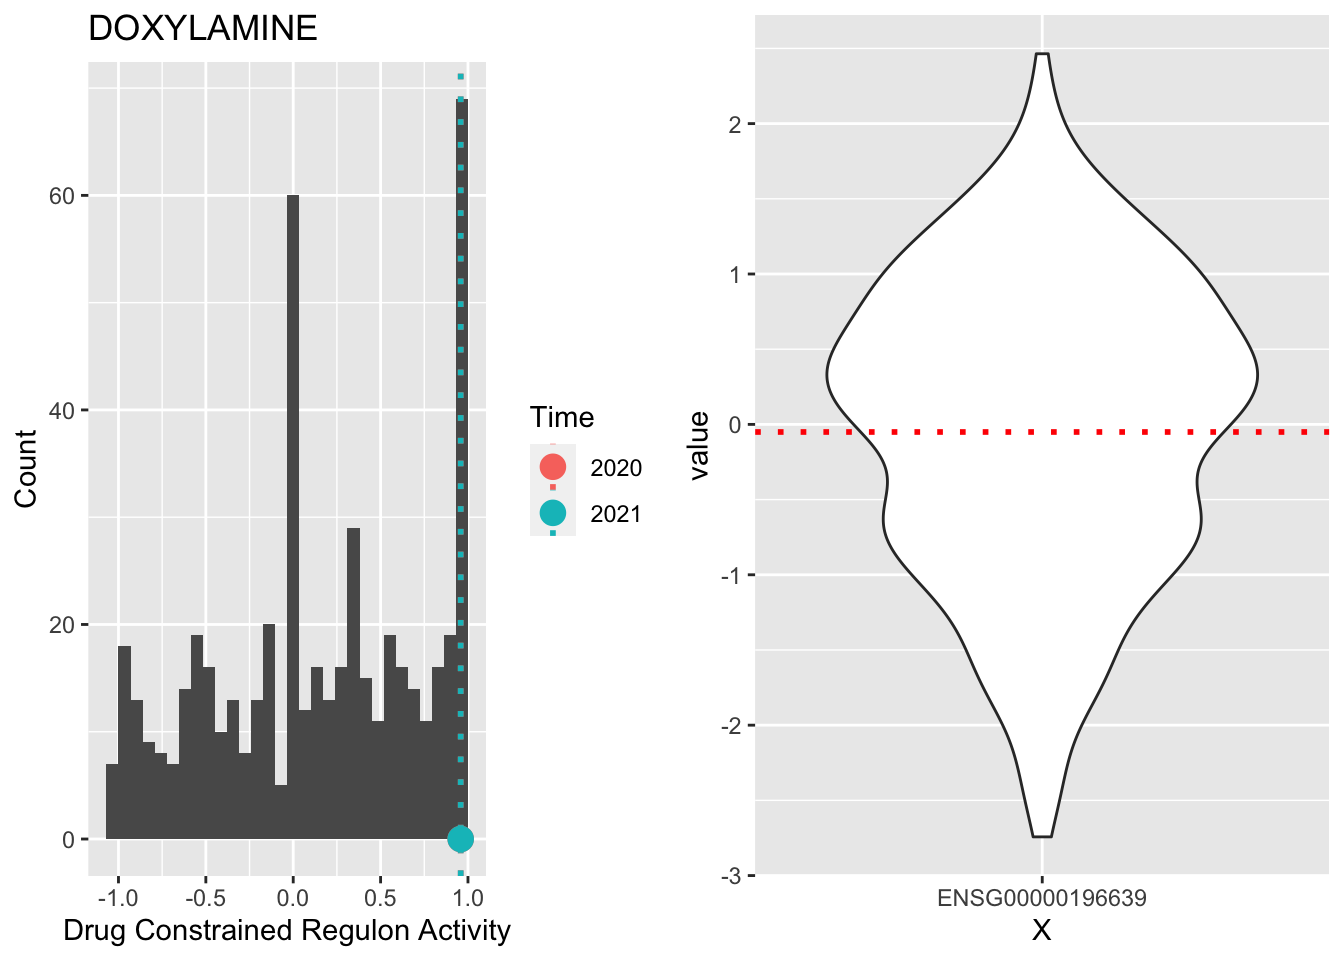 DOXYLAMINE
Count
60
40
20
0
-1.0 -0.5 0.0 0.5 1.0
Drug Constrained Regulon Activity
Time
2020
2021
value
2
1
0
-1
-2
-3
ENSG00000196639
X